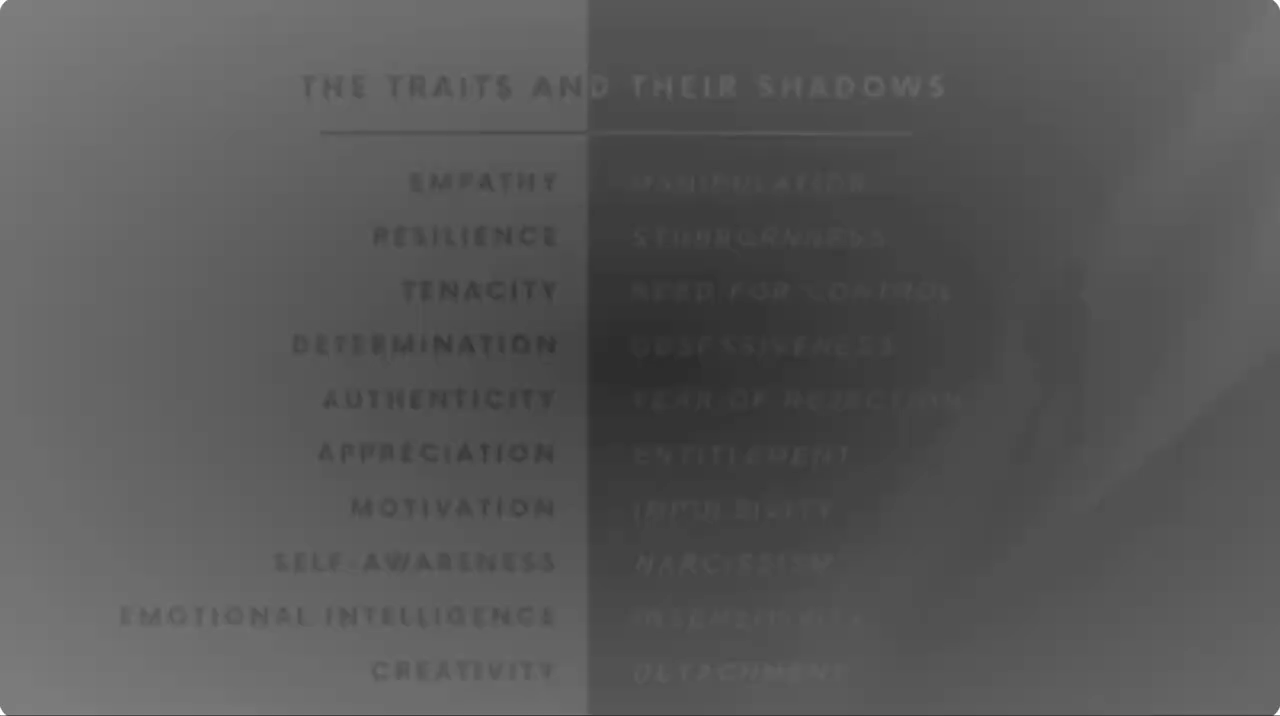 THE TRAITS AND THEIR SHADOWS
EMPATHY MANIPULATION
RESILIENCE STUBBORNNESS
TENACITY NEED FOR CONTROL
DETERMINATION OBSESSIVENESS
AUTHENTICITY FEAR OF REJECTION
APPRECIATION ENTITLEMENT
MOTIVATION IMPULSIVITY
SELF-AWARENESS NARCISSISM
EMOTIONAL INTELLIGENCE
CREATIVITY DETACHMENT